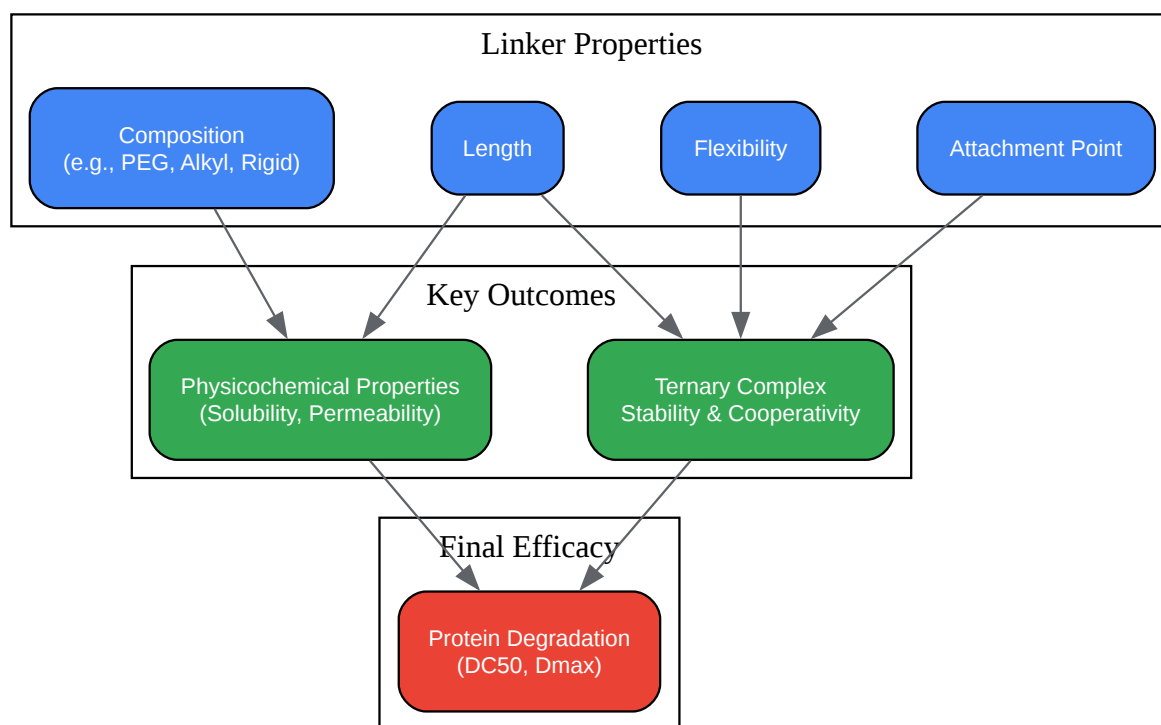 Linker Properties
Composition
(e.g., PEG, Alkyl, Rigid)
Length
Flexibility
Attachment Point
Key Outcomes
Physicochemical Properties
(Solubility, Permeability)
Ternary Complex
Stability & Cooperativity
Final Efficacy
Protein Degradation
(DC50, Dmax)